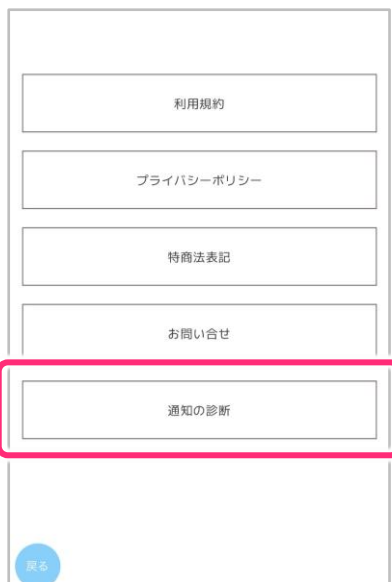 利用規約
プライバシーポリシー
特商法表記
お問い合せ
通知の診断
戻る